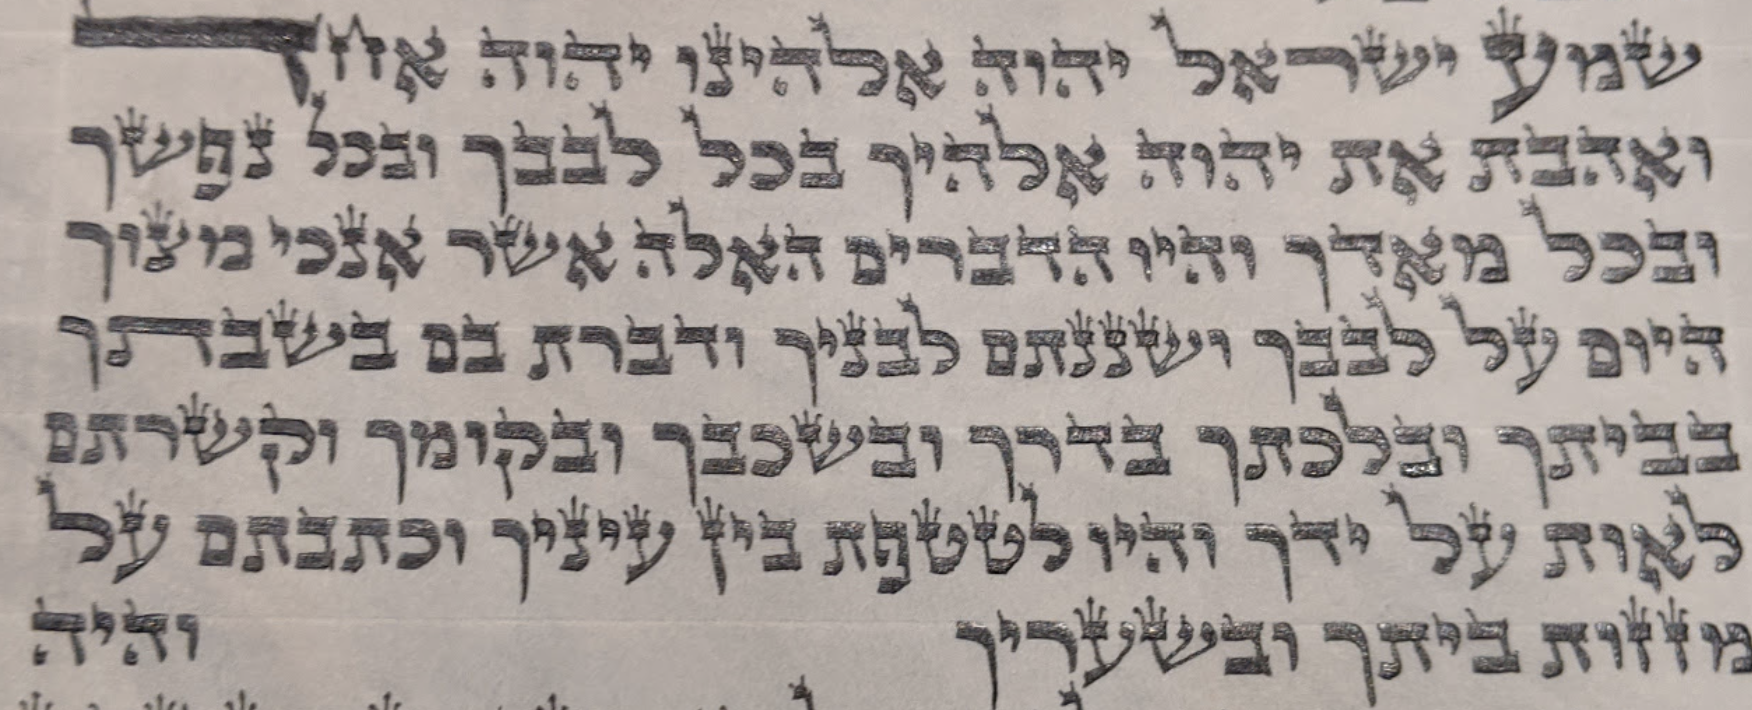 שמע ישראל יהוה אלהינו יהוה אחד
ואהבת את יהוה אלהיך בכל לבבך ובכל נפשך
ובכל מאדך והיו הדברים האלה אשר אנכי מצוך
היום על לבבך ושננתם לבניך ודברת בם בשבתך
בביתך ובלכתך בדרך ובשכבך ובקומך וקשרתם
לאות על ידך והיו לטטפת בין עיניך וכתבתם על
מזזות ביתך ובשעריך והיה